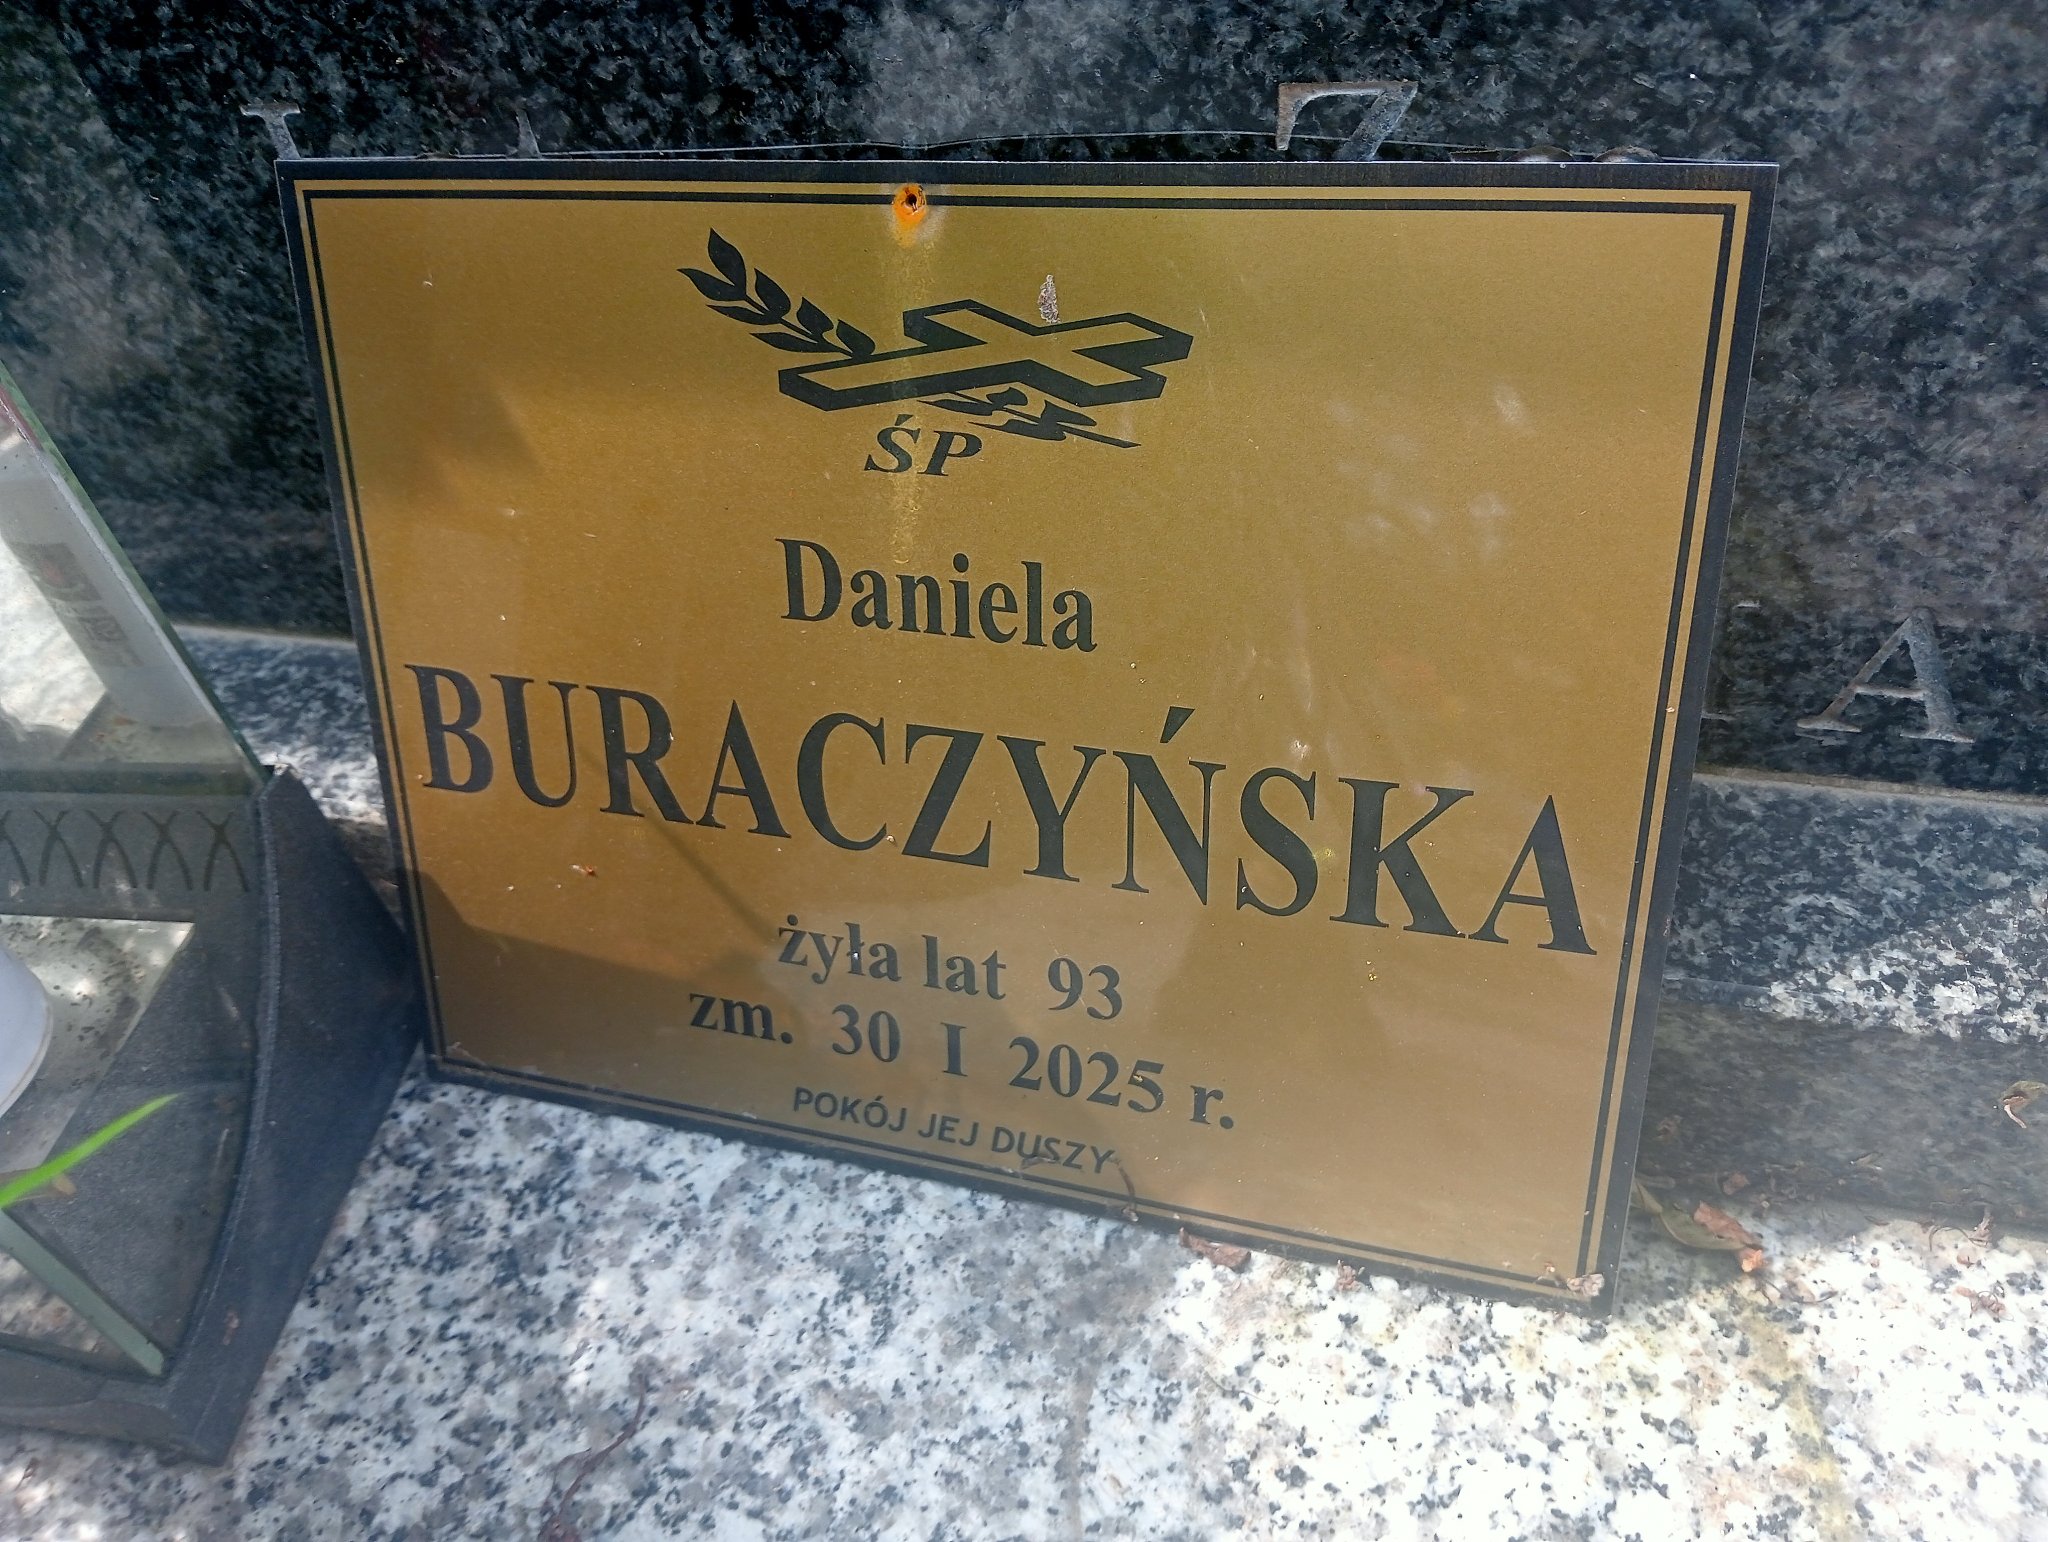 ŚP
Daniela
BURACZYŃSKA
żyła lat 93
zm. 30 I 2025 r.
POKÓJ JEJ DUSZY
A